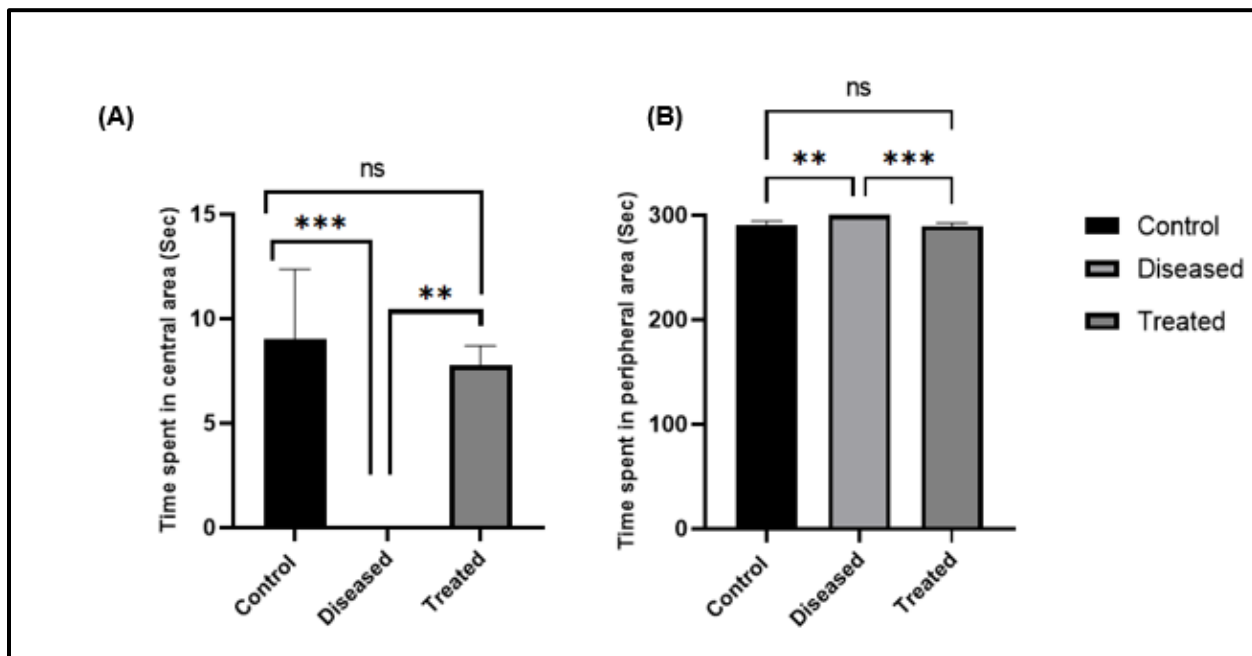 (A)
ns
***
**
Time spent in central area (Sec)
15
10
5
0
Control
Diseased
Treated
(B)
ns
**
***
Time spent in peripheral area (Sec)
300
200
100
0
Control
Diseased
Treated
Control
Diseased
Treated